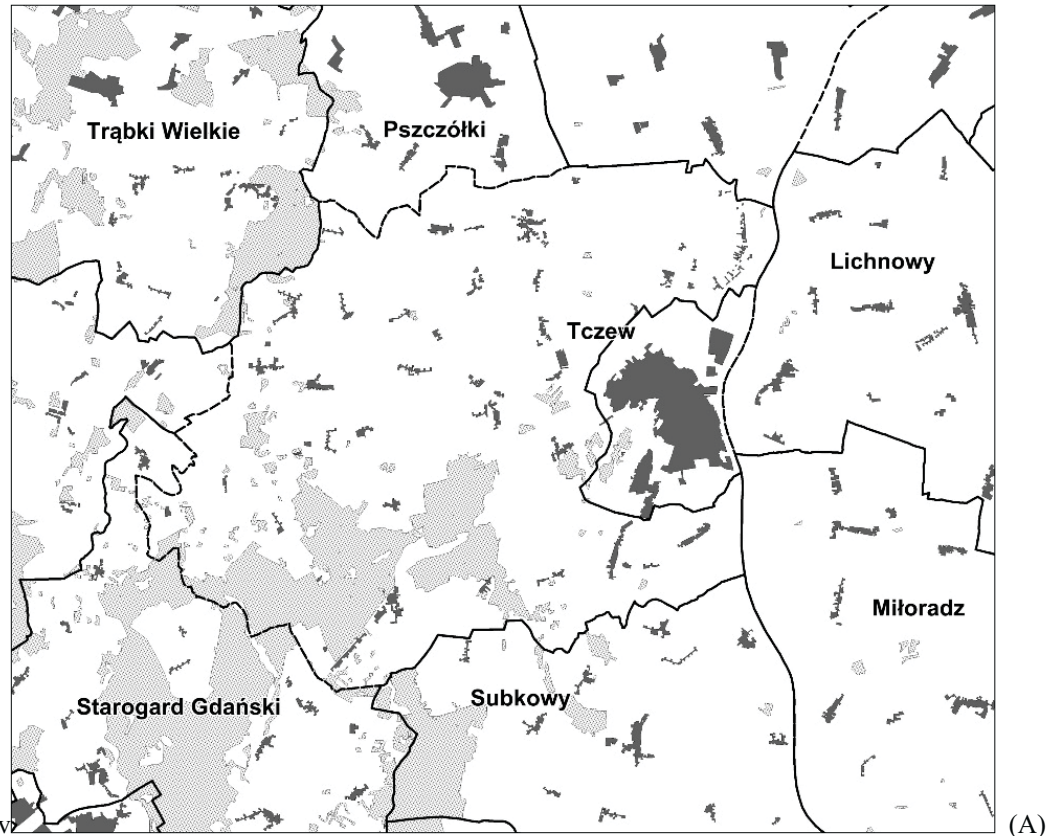 Trąbki Wielkie
Pszczółki
Lichnowy
Tczew
Miłoradz
Subkowy
Starogard Gdański
v
(A)